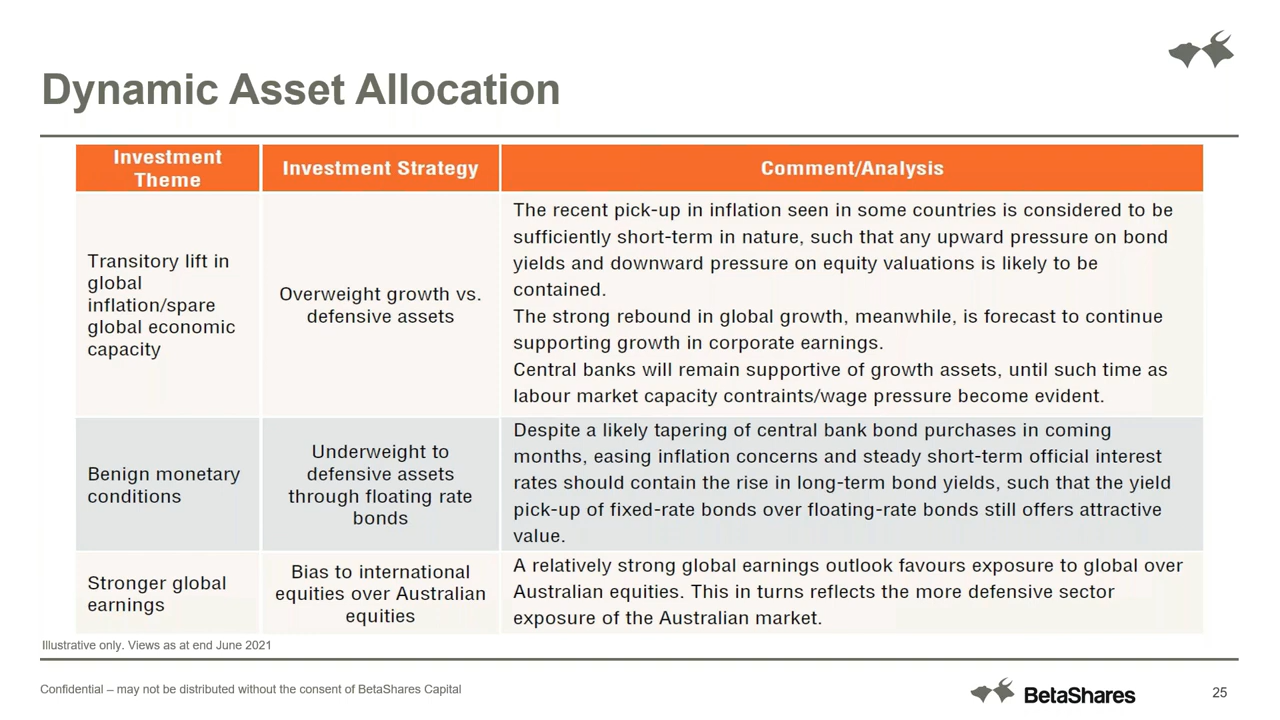 Dynamic Asset Allocation
Investment
Theme
Investment Strategy
Comment/Analysis
Transitory lift in
global
inflation/spare
global economic
capacity
Overweight growth vs.
defensive assets
The recent pick-up in inflation seen in some countries is considered to be
sufficiently short-term in nature, such that any upward pressure on bond
yields and downward pressure on equity valuations is likely to be
contained.
The strong rebound in global growth, meanwhile, is forecast to continue
supporting growth in corporate earnings.
Central banks will remain supportive of growth assets, until such time as
labour market capacity contraints/wage pressure become evident.
Benign monetary
conditions
Underweight to
defensive assets
through floating rate
bonds
Despite a likely tapering of central bank bond purchases in coming
months, easing inflation concerns and steady short-term official interest
rates should contain the rise in long-term bond yields, such that the yield
pick-up of fixed-rate bonds over floating-rate bonds still offers attractive
value.
Stronger global
earnings
Bias to international
equities over Australian
equities
A relatively strong global earnings outlook favours exposure to global over
Australian equities. This in turns reflects the more defensive sector
exposure of the Australian market.
Illustrative only. Views as at end June 2021
Confidential – may not be distributed without the consent of BetaShares Capital
BetaShares
25